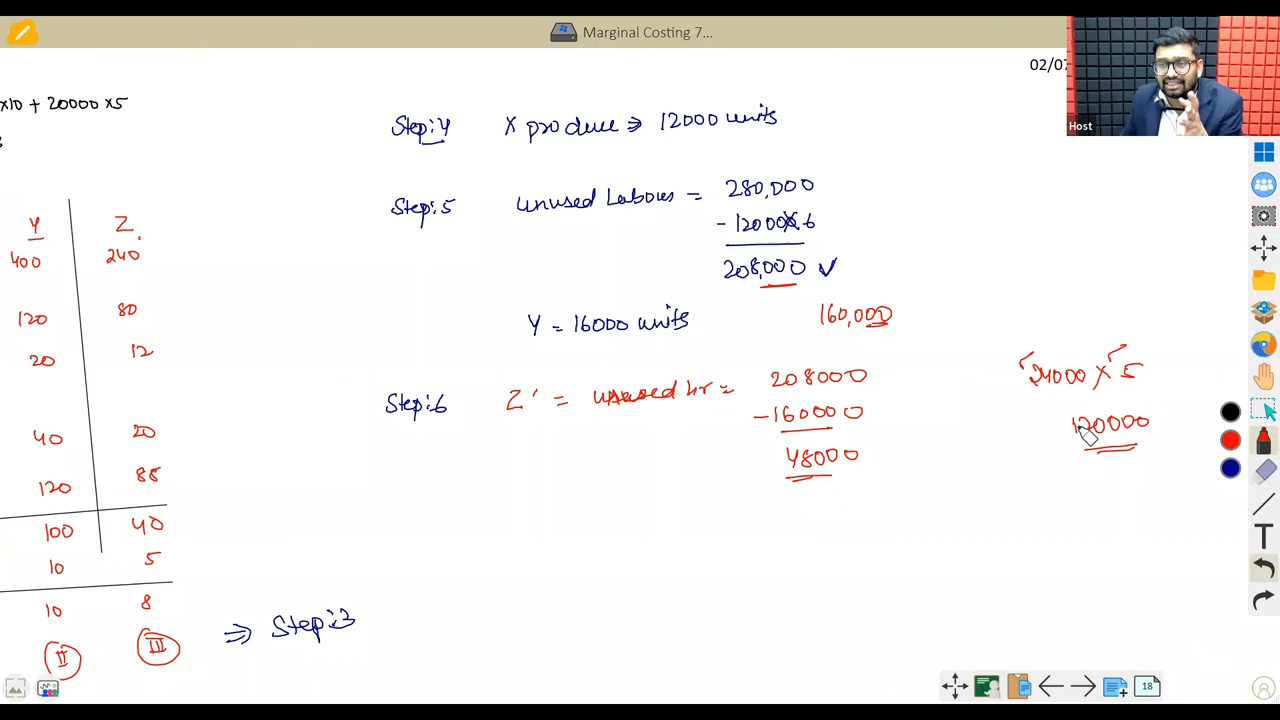 Marginal Costing 7...
02/07
Host
×10 + 20000 ×5
Step:4 X produce ⇒ 12000 units
Step:5 unused Labour = 280,000
- 12000×6
208,000 ✓
Y = 16000 units 160,000
Step:6 Z' = unused hr = 208000
- 160000
48000
24000 × 5
120000
Y Z
400 240
120 80
20 12
40 20
120 88
100 40
10 5
10 8
II III
⇒ Step:3
18